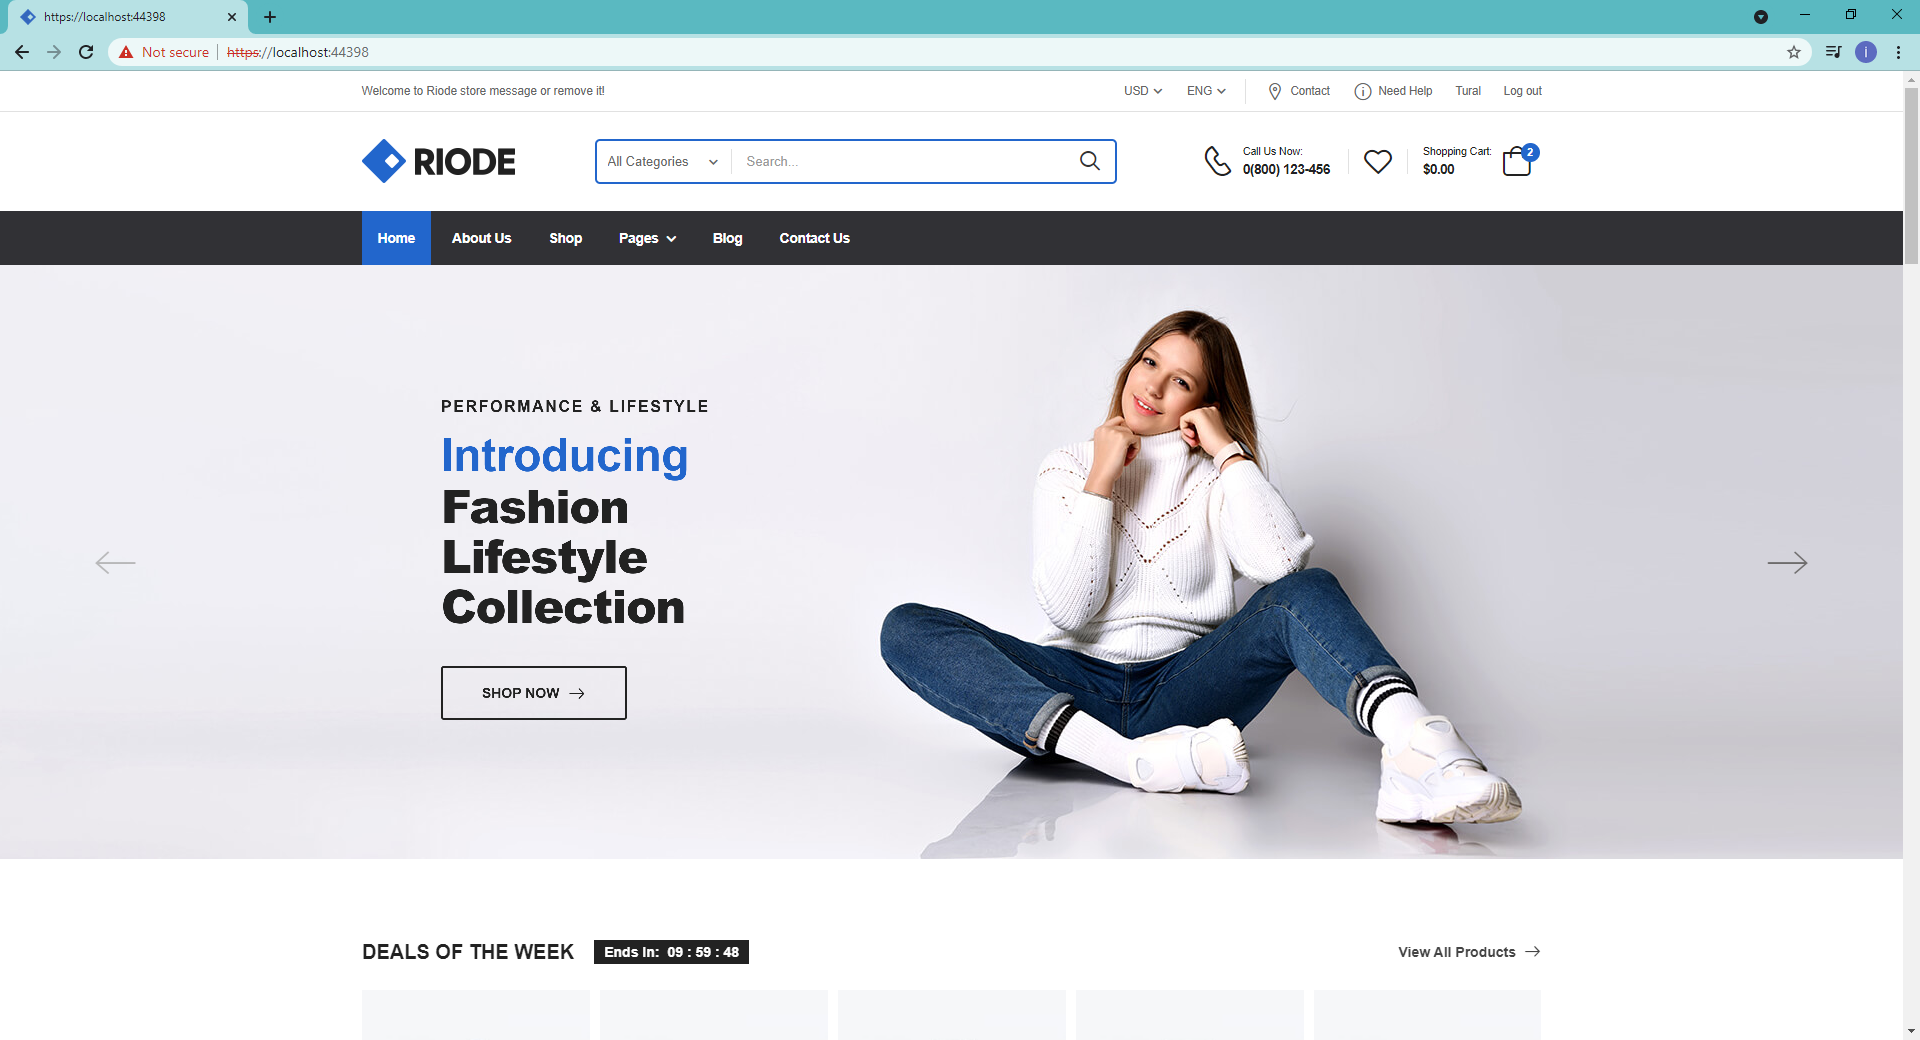 https://localhost:44398
Not secure https://localhost:44398
i
Welcome to Riode store message or remove it!
USD ENG Contact Need Help Tural Log out
RIODE
All Categories Search...
Call Us Now:
0(800) 123-456
Shopping Cart:
$0.00
2
Home About Us Shop Pages Blog Contact Us
PERFORMANCE & LIFESTYLE
Introducing
Fashion
Lifestyle
Collection
SHOP NOW
DEALS OF THE WEEK Ends In: 09 : 59 : 48 View All Products